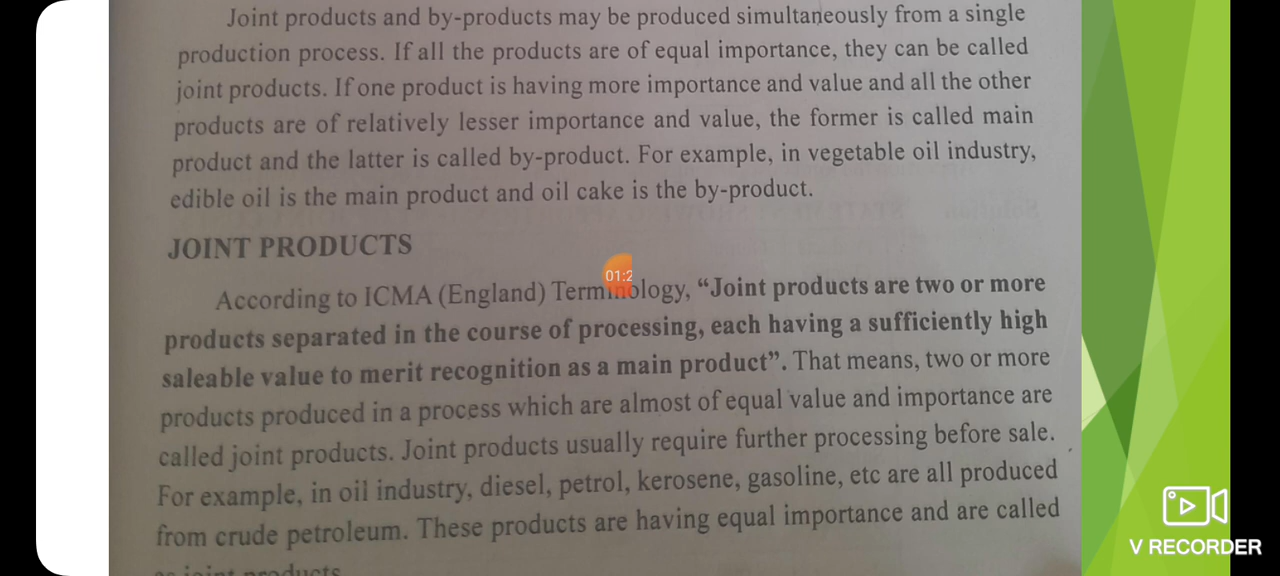 Joint products and by-products may be produced simultaneously from a single
production process. If all the products are of equal importance, they can be called
joint products. If one product is having more importance and value and all the other
products are of relatively lesser importance and value, the former is called main
product and the latter is called by-product. For example, in vegetable oil industry,
edible oil is the main product and oil cake is the by-product.
JOINT PRODUCTS
According to ICMA (England) Terminology, “Joint products are two or more
products separated in the course of processing, each having a sufficiently high
saleable value to merit recognition as a main product”. That means, two or more
products produced in a process which are almost of equal value and importance are
called joint products. Joint products usually require further processing before sale.
For example, in oil industry, diesel, petrol, kerosene, gasoline, etc are all produced
from crude petroleum. These products are having equal importance and are called
as joint products
01:2
V RECORDER